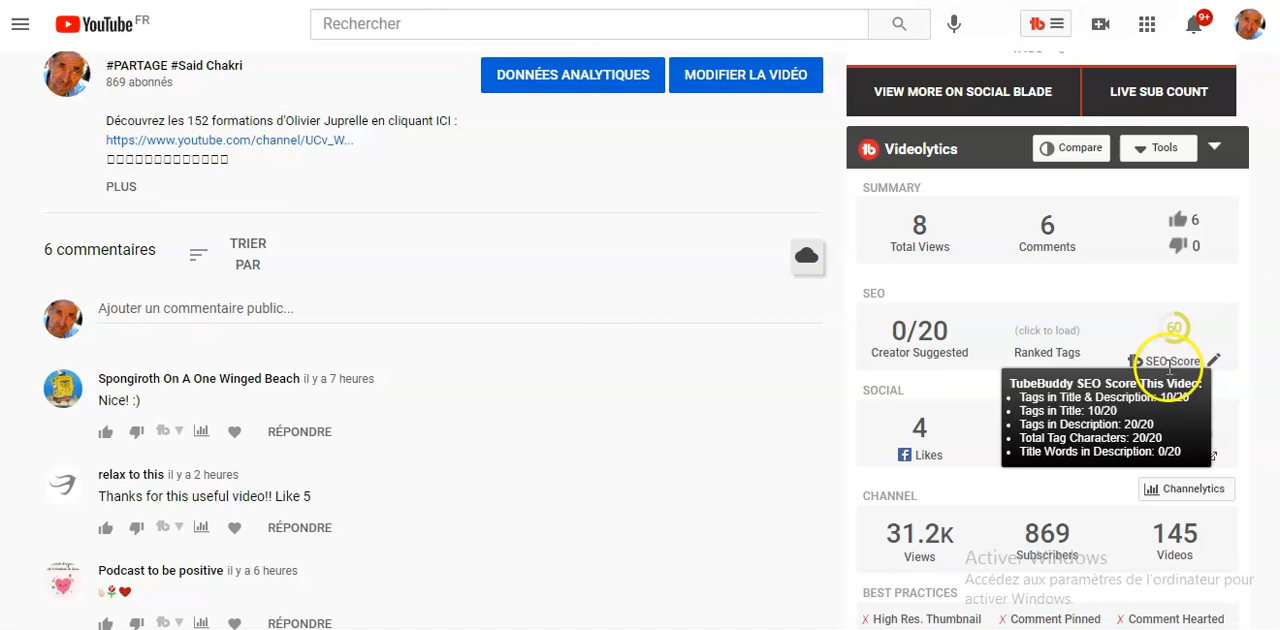 YouTube FR
Rechercher
9+
#PARTAGE #Said Chakri
869 abonnés
DONNÉES ANALYTIQUES
MODIFIER LA VIDÉO
Découvrez les 152 formations d'Olivier Juprelle en cliquant ICI :
https://www.youtube.com/channel/UCv_W...
PLUS
6 commentaires
TRIER
PAR
Ajouter un commentaire public...
Spongiroth On A One Winged Beach il y a 7 heures
Nice! :)
RÉPONDRE
relax to this il y a 2 heures
Thanks for this useful video!! Like 5
RÉPONDRE
Podcast to be positive il y a 6 heures
RÉPONDRE
VIEW MORE ON SOCIAL BLADE
LIVE SUB COUNT
Videolytics
Compare
Tools
SUMMARY
8
Total Views
6
Comments
6
0
SEO
0/20
Creator Suggested
(click to load)
Ranked Tags
60
SEO Score
TubeBuddy SEO Score This Video:
Tags in Title & Description: 10/20
Tags in Title: 10/20
Tags in Description: 20/20
Total Tag Characters: 20/20
Title Words in Description: 0/20
SOCIAL
4
Likes
Channelytics
CHANNEL
31.2K
Views
869
Subscribers
145
Videos
Activer Windows
Accédez aux paramètres de l'ordinateur pour
activer Windows.
BEST PRACTICES
X High Res. Thumbnail
X Comment Pinned
X Comment Hearted